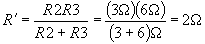 R' = R2R3 / R2 + R3 = (3Ω)(6Ω) / (3 + 6)Ω = 2Ω